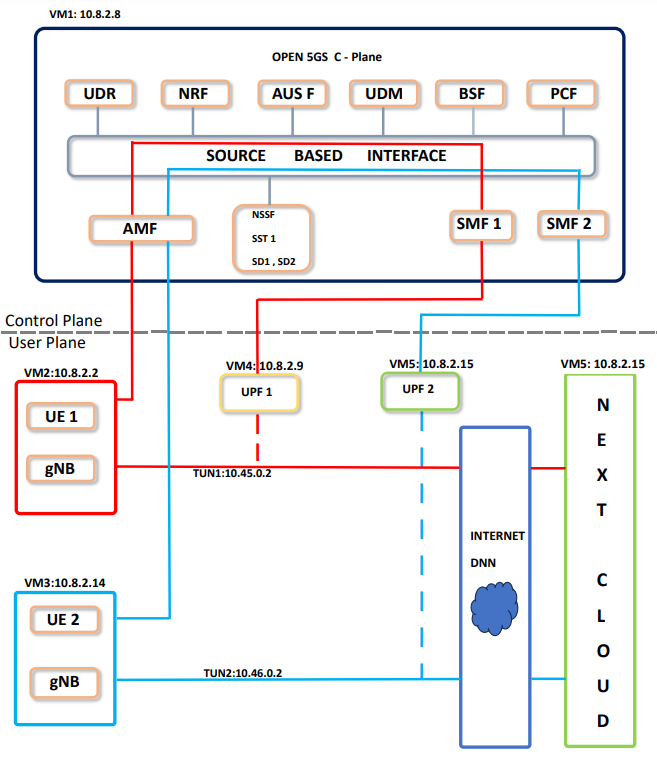 VM1: 10.8.2.8
OPEN 5GS C - Plane
UDR
NRF
AUS F
UDM
BSF
PCF
SOURCE BASED INTERFACE
AMF
NSSF
SST 1
SD1 , SD2
SMF 1
SMF 2
Control Plane
User Plane
VM2:10.8.2.2
VM4:10.8.2.9
VM5: 10.8.2.15
VM5: 10.8.2.15
UE 1
gNB
UPF 1
UPF 2
TUN1:10.45.0.2
INTERNET
DNN
VM3:10.8.2.14
UE 2
gNB
TUN2:10.46.0.2
N
E
X
T
C
L
O
U
D